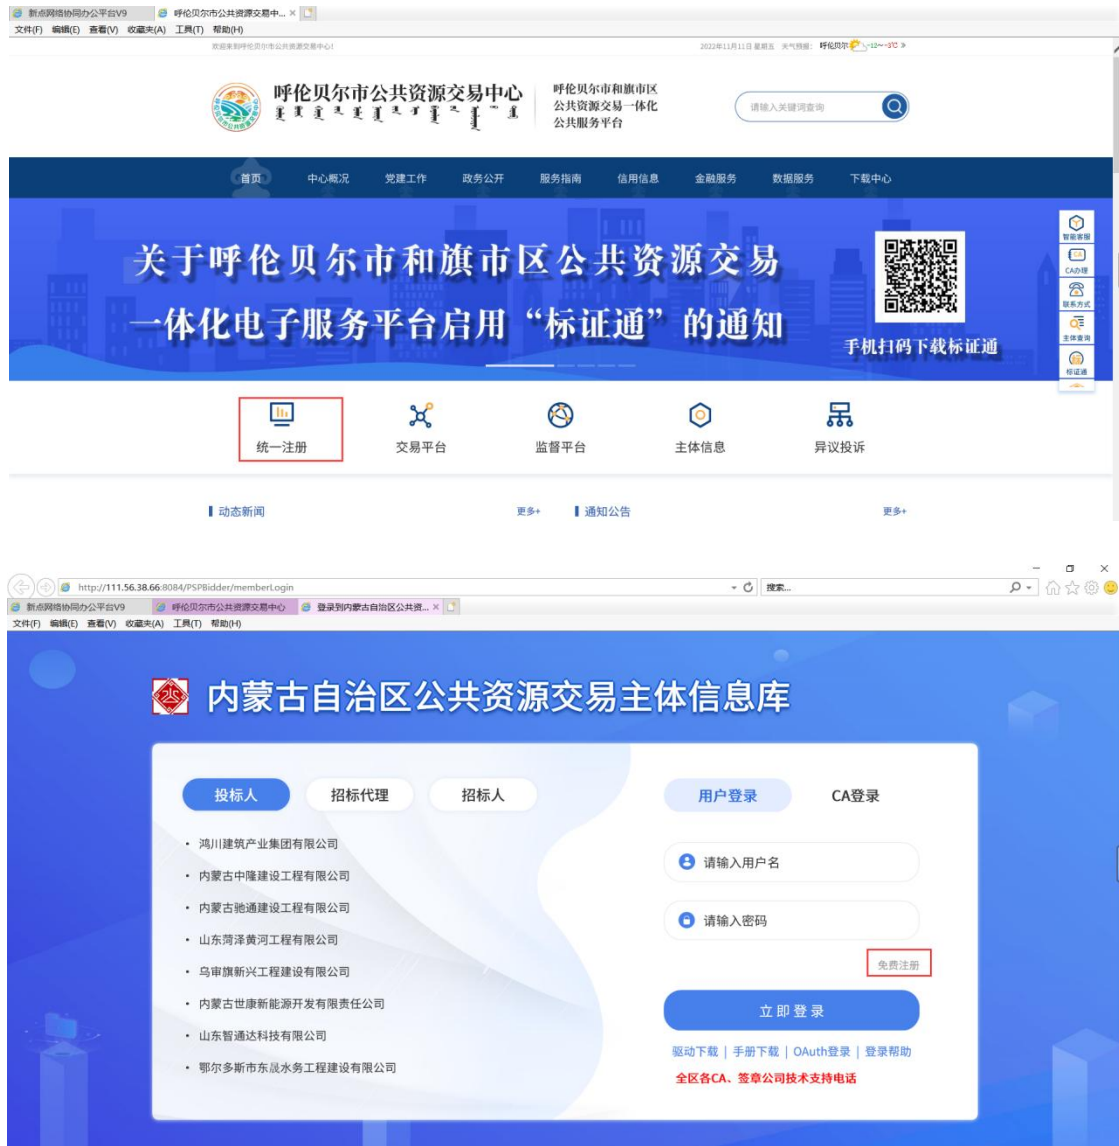 新点网络协同办公平台V9 呼伦贝尔市公共资源交易中... ×
文件(F) 编辑(E) 查看(V) 收藏夹(A) 工具(T) 帮助(H)
欢迎来到呼伦贝尔市公共资源交易中心! 2022年11月11日 星期五 天气预报: 呼伦贝尔 -12~-3℃ »
呼伦贝尔市公共资源交易中心
呼伦贝尔市和旗市区
公共资源交易一体化
公共服务平台
请输入关键词查询
首页 中心概况 党建工作 政务公开 服务指南 信用信息 金融服务 数据服务 下载中心
关于呼伦贝尔市和旗市区公共资源交易
一体化电子服务平台启用“标证通”的通知
手机扫码下载标证通
智能客服
CA
CA办理
联系方式
主体查询
标证通
统一注册 交易平台 监督平台 主体信息 异议投诉
动态新闻 更多+ 通知公告 更多+
http://111.56.38.66:8084/PSPBidder/memberLogin 搜索...
新点网络协同办公平台V9 呼伦贝尔市公共资源交易中心 登录到内蒙古自治区公共资... ×
文件(F) 编辑(E) 查看(V) 收藏夹(A) 工具(T) 帮助(H)
内蒙古自治区公共资源交易主体信息库
投标人 招标代理 招标人
• 鸿川建筑产业集团有限公司
• 内蒙古中隆建设工程有限公司
• 内蒙古驰通建设工程有限公司
• 山东菏泽黄河工程有限公司
• 乌审旗新兴工程建设有限公司
• 内蒙古世康新能源开发有限责任公司
• 山东智通达科技有限公司
• 鄂尔多斯市东晟水务工程建设有限公司
用户登录 CA登录
请输入用户名
请输入密码
免费注册
立即登录
驱动下载 | 手册下载 | OAuth登录 | 登录帮助
全区各CA、签章公司技术支持电话